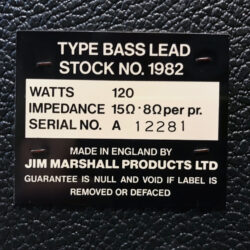 TYPE BASS LEAD
STOCK NO. 1982
WATTS 120
IMPEDANCE 15Ω·8Ω per pr.
SERIAL NO. A 12281
MADE IN ENGLAND BY
JIM MARSHALL PRODUCTS LTD
GUARANTEE IS NULL AND VOID IF LABEL IS
REMOVED OR DEFACED